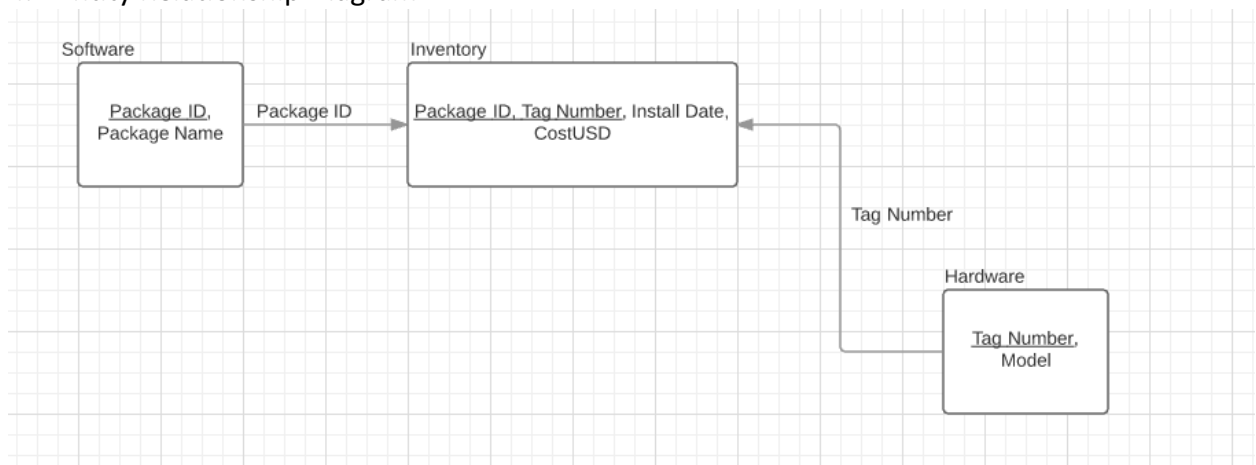 Software
Package ID,
Package Name
Package ID
Inventory
Package ID, Tag Number, Install Date,
CostUSD
Tag Number
Hardware
Tag Number,
Model